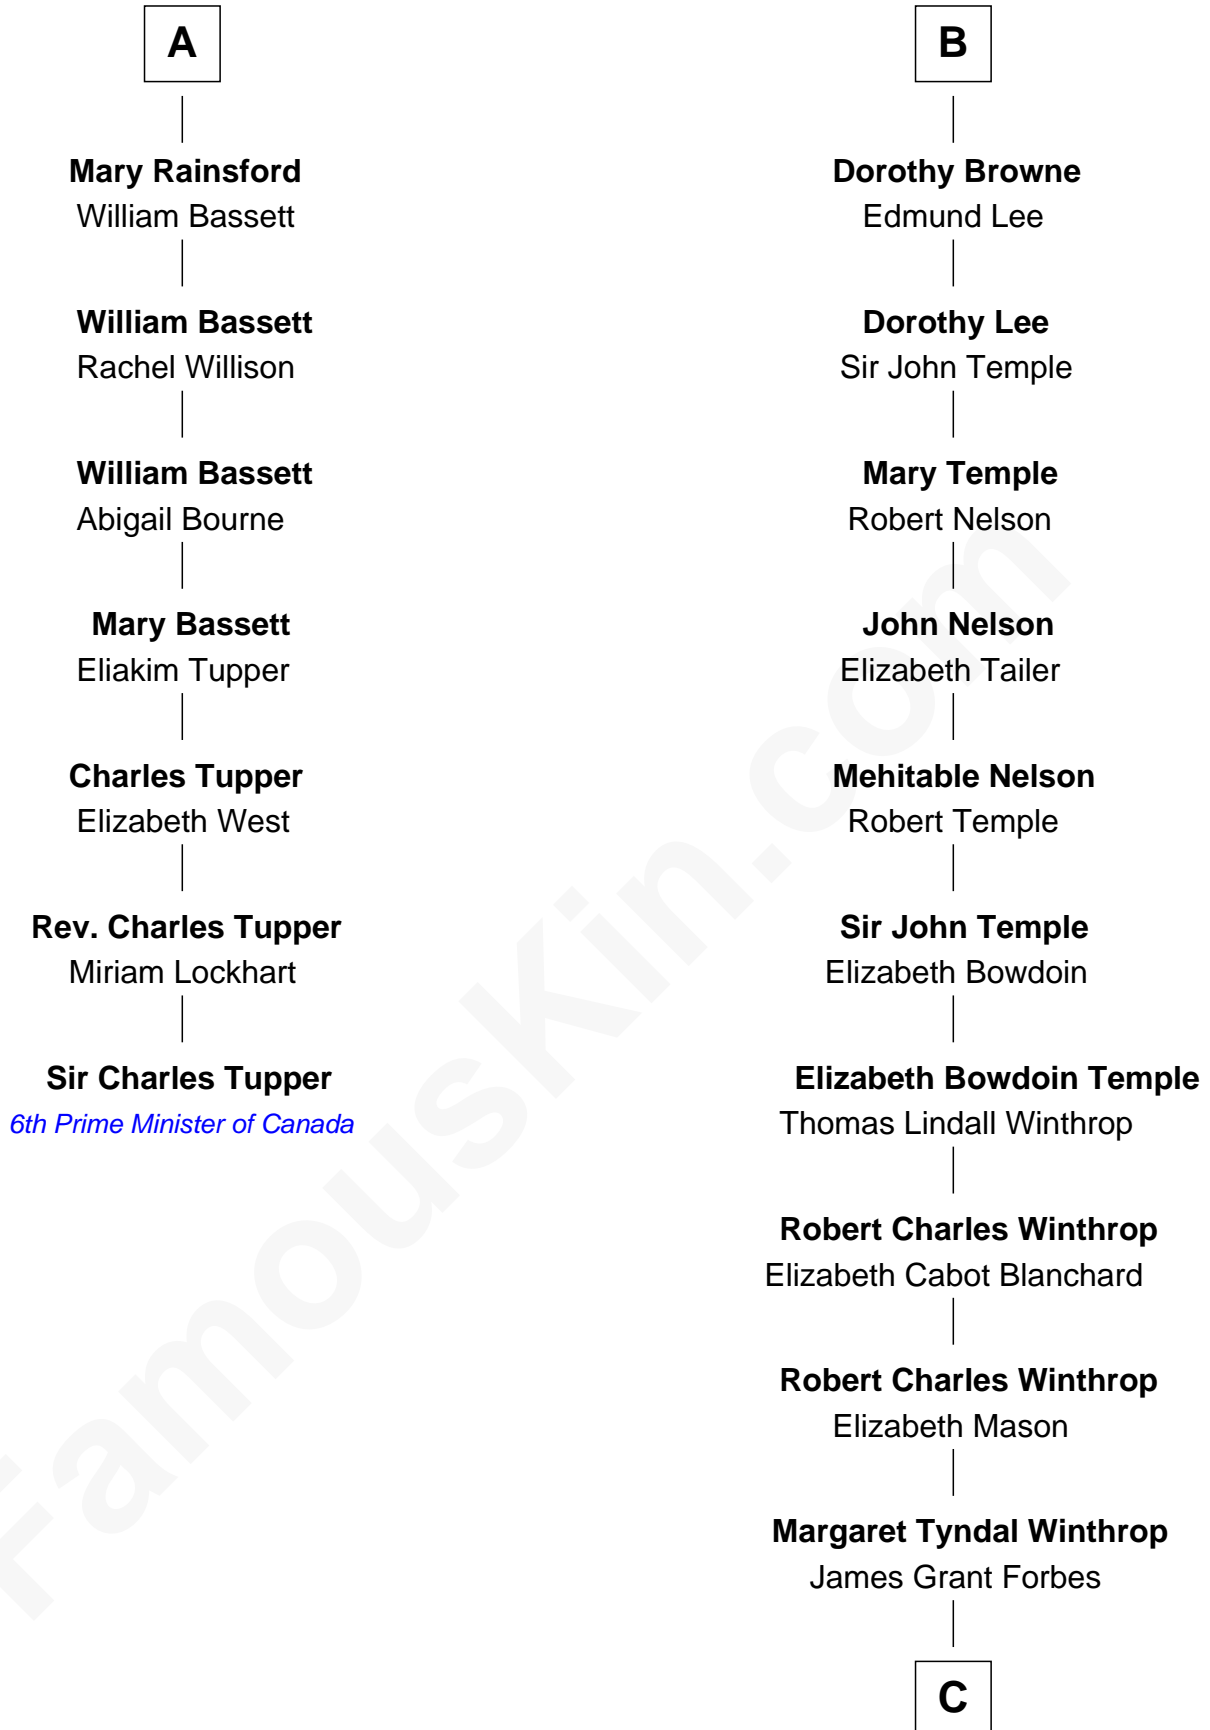 A
Mary Rainsford
William Bassett
William Bassett
Rachel Willison
William Bassett
Abigail Bourne
Mary Bassett
Eliakim Tupper
Charles Tupper
Elizabeth West
Rev. Charles Tupper
Miriam Lockhart
Sir Charles Tupper
6th Prime Minister of Canada
B
Dorothy Browne
Edmund Lee
Dorothy Lee
Sir John Temple
Mary Temple
Robert Nelson
John Nelson
Elizabeth Tailer
Mehitable Nelson
Robert Temple
Sir John Temple
Elizabeth Bowdoin
Elizabeth Bowdoin Temple
Thomas Lindall Winthrop
Robert Charles Winthrop
Elizabeth Cabot Blanchard
Robert Charles Winthrop
Elizabeth Mason
Margaret Tyndal Winthrop
James Grant Forbes
C
FamousKin.com